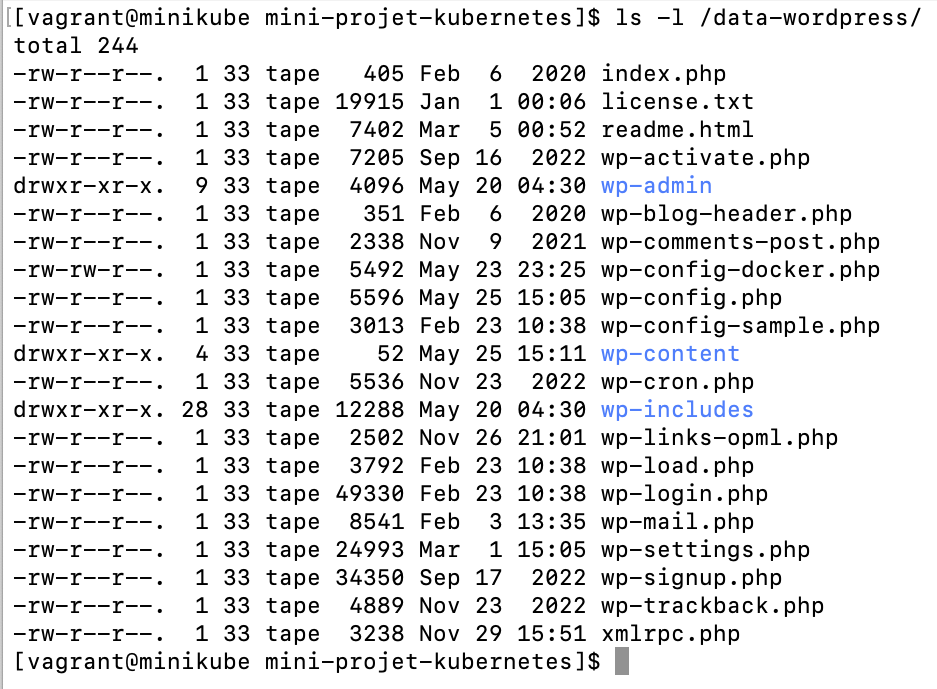 [[vagrant@minikube mini-projet-kubernetes]$ ls -l /data-wordpress/
total 244
-rw-r--r--.  1 33 tape   405 Feb  6  2020 index.php
-rw-r--r--.  1 33 tape 19915 Jan  1 00:06 license.txt
-rw-r--r--.  1 33 tape  7402 Mar  5 00:52 readme.html
-rw-r--r--.  1 33 tape  7205 Sep 16  2022 wp-activate.php
drwxr-xr-x.  9 33 tape  4096 May 20 04:30 wp-admin
-rw-r--r--.  1 33 tape   351 Feb  6  2020 wp-blog-header.php
-rw-r--r--.  1 33 tape  2338 Nov  9  2021 wp-comments-post.php
-rw-rw-r--.  1 33 tape  5492 May 23 23:25 wp-config-docker.php
-rw-r--r--.  1 33 tape  5596 May 25 15:05 wp-config.php
-rw-r--r--.  1 33 tape  3013 Feb 23 10:38 wp-config-sample.php
drwxr-xr-x.  4 33 tape    52 May 25 15:11 wp-content
-rw-r--r--.  1 33 tape  5536 Nov 23  2022 wp-cron.php
drwxr-xr-x. 28 33 tape 12288 May 20 04:30 wp-includes
-rw-r--r--.  1 33 tape  2502 Nov 26 21:01 wp-links-opml.php
-rw-r--r--.  1 33 tape  3792 Feb 23 10:38 wp-load.php
-rw-r--r--.  1 33 tape 49330 Feb 23 10:38 wp-login.php
-rw-r--r--.  1 33 tape  8541 Feb  3 13:35 wp-mail.php
-rw-r--r--.  1 33 tape 24993 Mar  1 15:05 wp-settings.php
-rw-r--r--.  1 33 tape 34350 Sep 17  2022 wp-signup.php
-rw-r--r--.  1 33 tape  4889 Nov 23  2022 wp-trackback.php
-rw-r--r--.  1 33 tape  3238 Nov 29 15:51 xmlrpc.php
[vagrant@minikube mini-projet-kubernetes]$